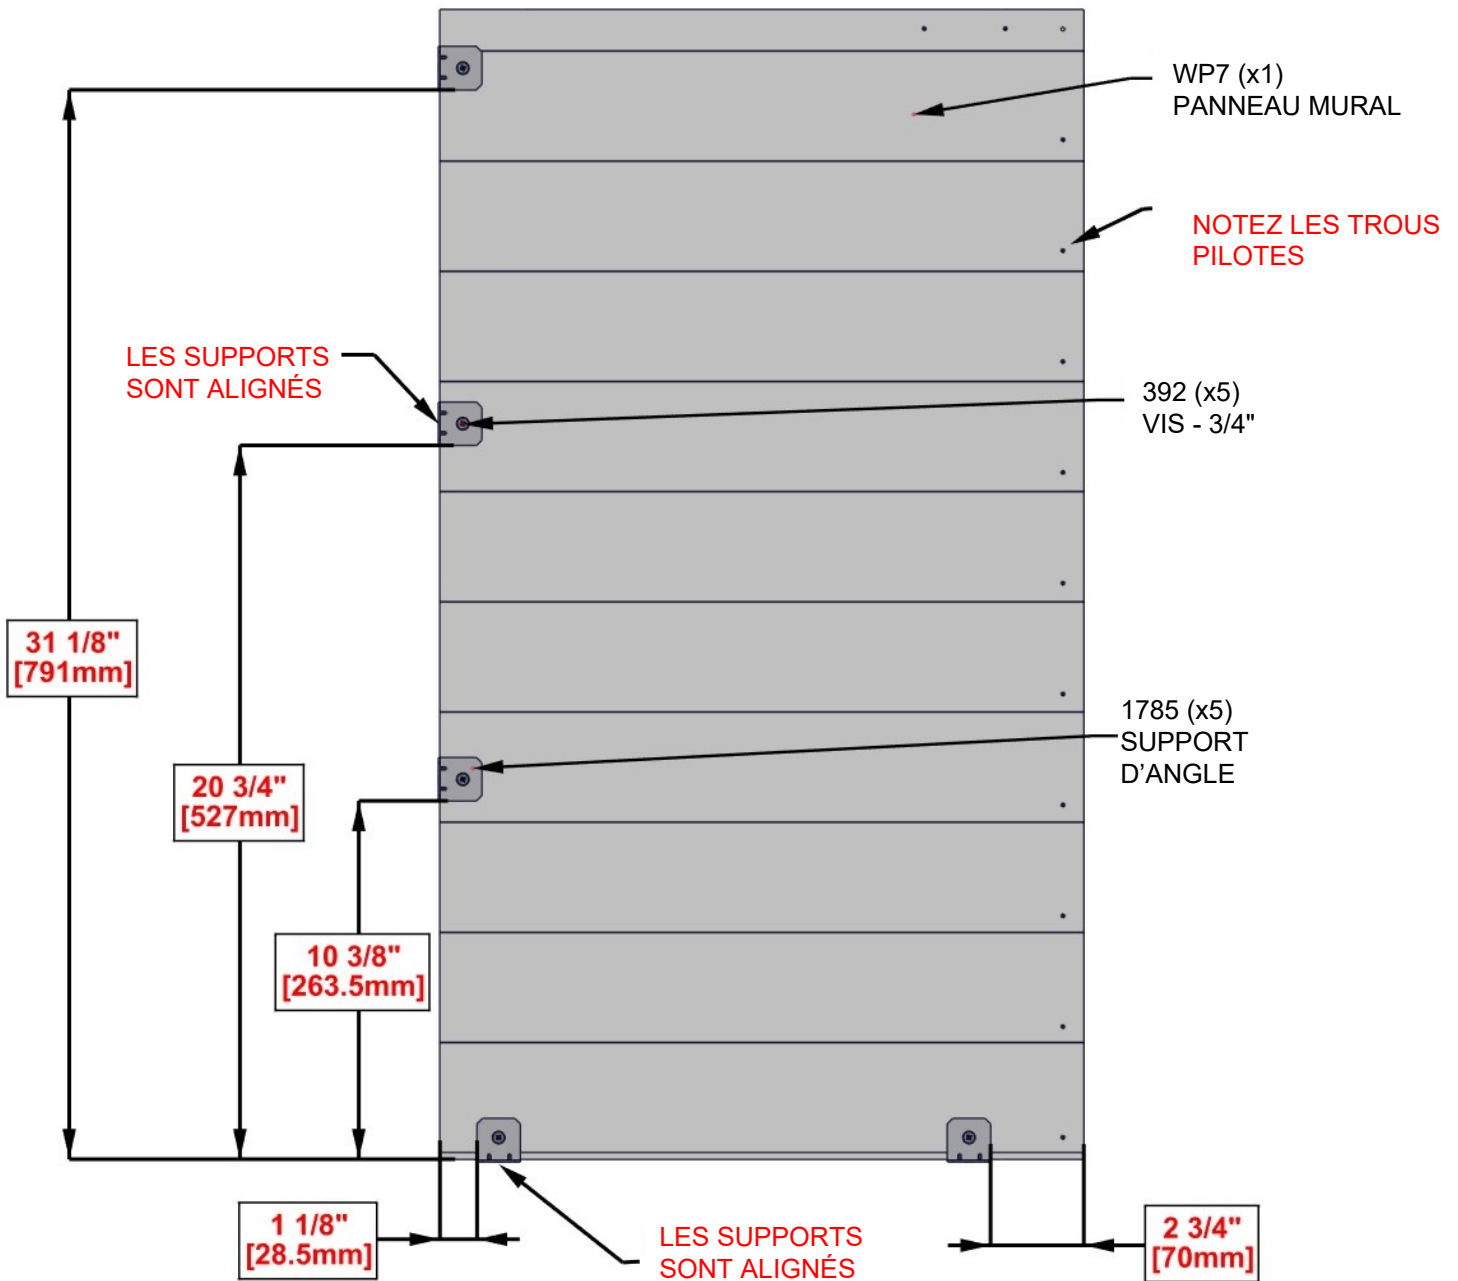 WP7 (x1)
PANNEAU MURAL
NOTEZ LES TROUS
PILOTES
LES SUPPORTS
SONT ALIGNÉS
392 (x5)
VIS - 3/4"
31 1/8"
[791mm]
1785 (x5)
SUPPORT
D’ANGLE
20 3/4"
[527mm]
10 3/8"
[263.5mm]
1 1/8"
[28.5mm]
LES SUPPORTS
SONT ALIGNÉS
2 3/4"
[70mm]